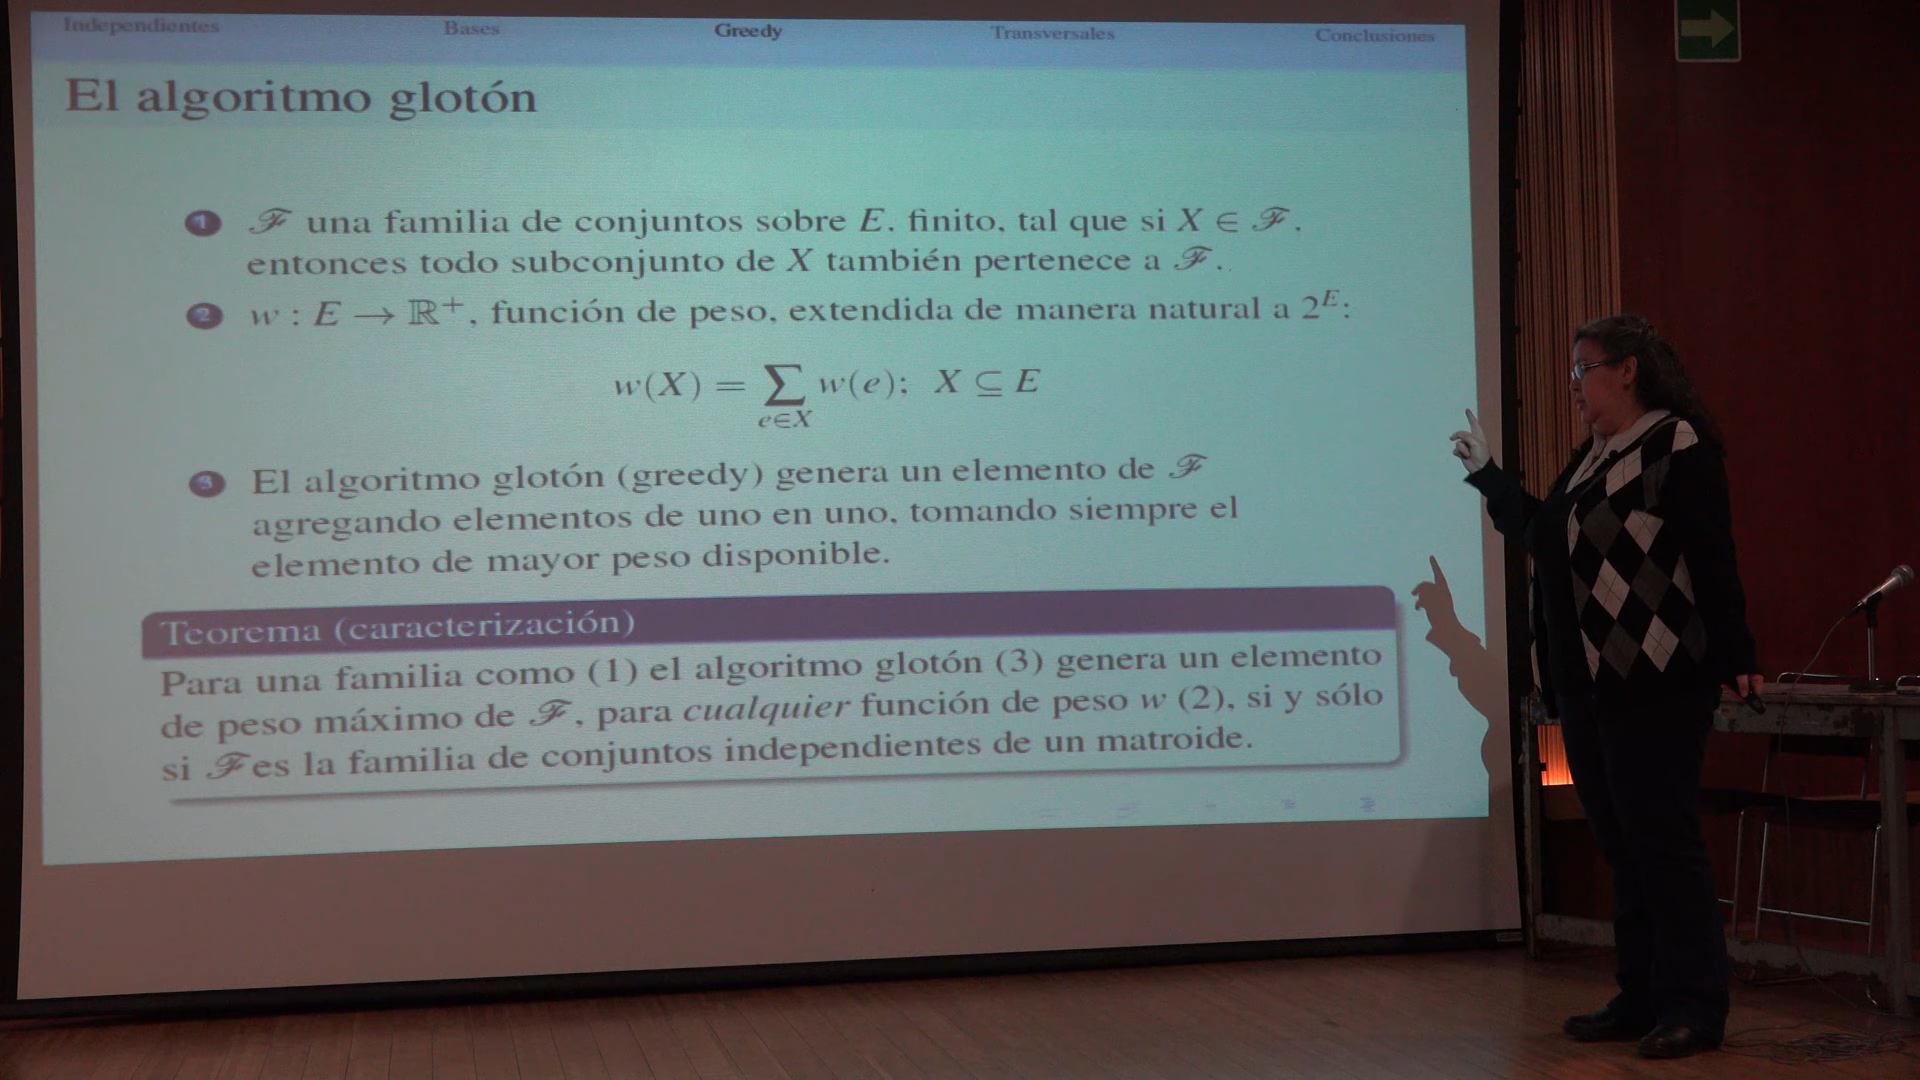 Independientes Bases Greedy Transversales Conclusiones
El algoritmo glotón
1 ℱ una familia de conjuntos sobre E, finito, tal que si X ∈ ℱ,
entonces todo subconjunto de X también pertenece a ℱ.
2 w : E → ℝ⁺, función de peso, extendida de manera natural a 2ᴱ:
w(X) = ∑ w(e); X ⊆ E
e∈X
3 El algoritmo glotón (greedy) genera un elemento de ℱ
agregando elementos de uno en uno, tomando siempre el
elemento de mayor peso disponible.
Teorema (caracterización)
Para una familia como (1) el algoritmo glotón (3) genera un elemento
de peso máximo de ℱ, para cualquier función de peso w (2), si y sólo
si ℱ es la familia de conjuntos independientes de un matroide.